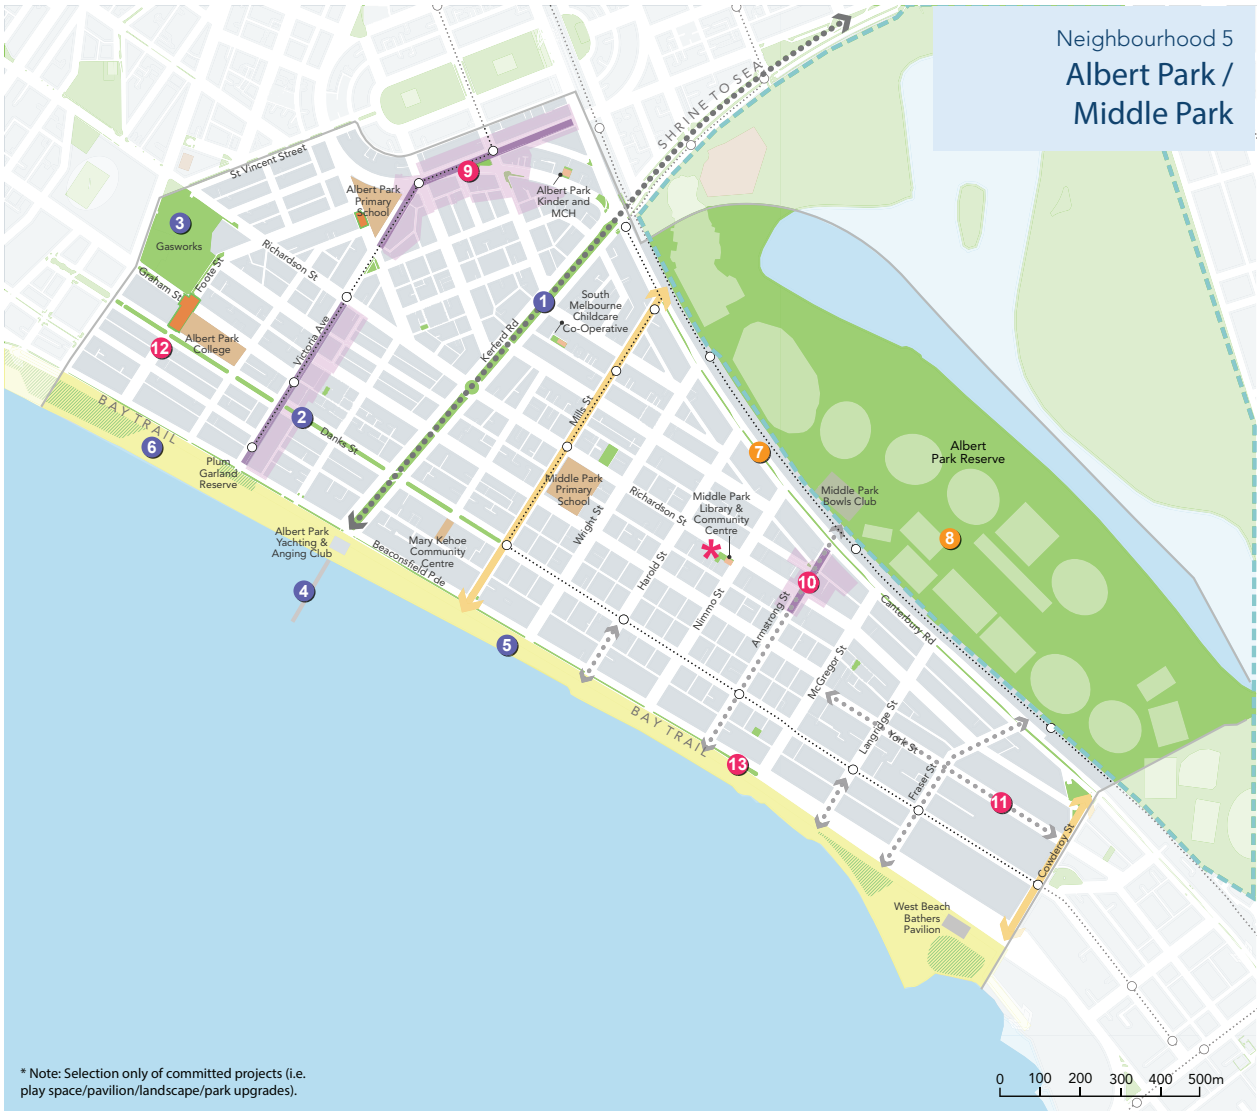 Neighbourhood 5
Albert Park /
Middle Park
SHRINE TO SEA
St Vincent Street
9
Albert Park
Primary
School
Albert Park
Kinder and
MCH
3
Gasworks
Richardson St
Foote St
Graham St
1
South
Melbourne
Childcare
Co-Operative
Kerferd Rd
Victoria Ave
12
Albert Park
College
BAY TRAIL
6
2
Danks St
Mills St
Plum
Garland
Reserve
7
Albert
Park Reserve
Middle Park
Primary
School
Richardson St
Middle Park
Library &
Community
Centre
*
Middle Park
Bowls Club
8
Wright St
Albert Park
Yachting &
Anging Club
Mary Kehoe
Community
Centre
Beaconsfield Pde
4
Harold St
Nimmo St
10
Armstrong St
Canterbury Rd
5
McGregor St
BAY TRAIL
13
Langridge St
York St
Fraser St
11
Cowderoy St
West Beach
Bathers
Pavilion
* Note: Selection only of committed projects (i.e.
play space/pavilion/landscape/park upgrades).
0 100 200 300 400 500m